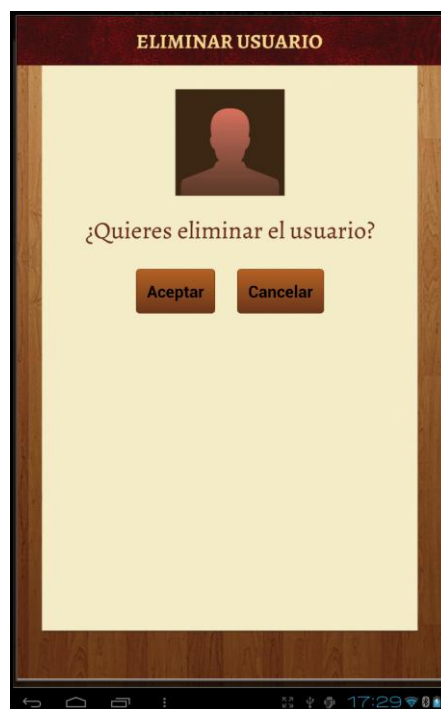 ELIMINAR USUARIO
¿Quieres eliminar el usuario?
Aceptar Cancelar
17:29